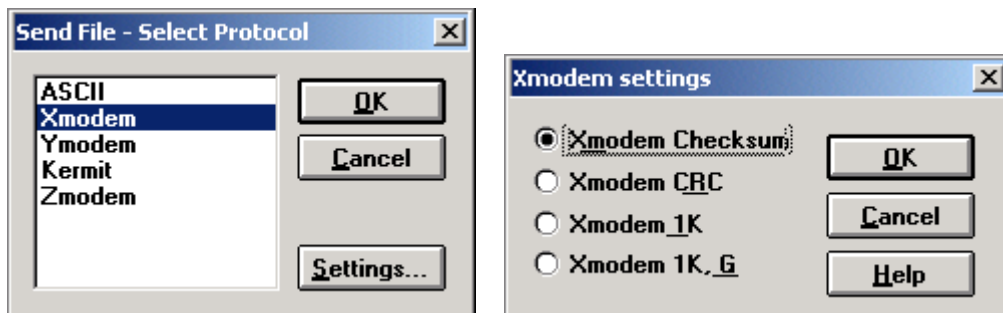 Send File - Select Protocol
ASCII
Xmodem
Ymodem
Kermit
Zmodem
OK
Cancel
Settings...
Xmodem settings
Xmodem Checksum
Xmodem CRC
Xmodem 1K
Xmodem 1K, G
OK
Cancel
Help